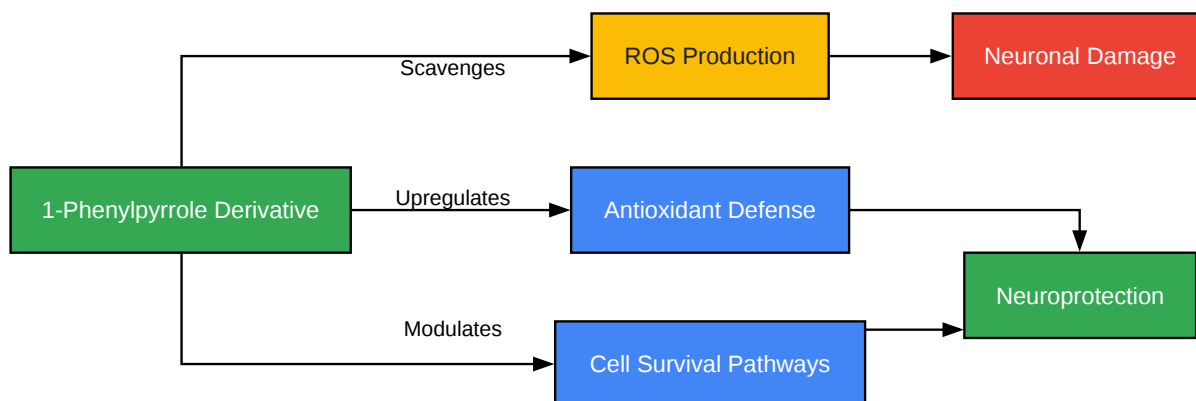 Scavenges
ROS Production
Neuronal Damage
1-Phenylpyrrole Derivative
Upregulates
Antioxidant Defense
Neuroprotection
Modulates
Cell Survival Pathways